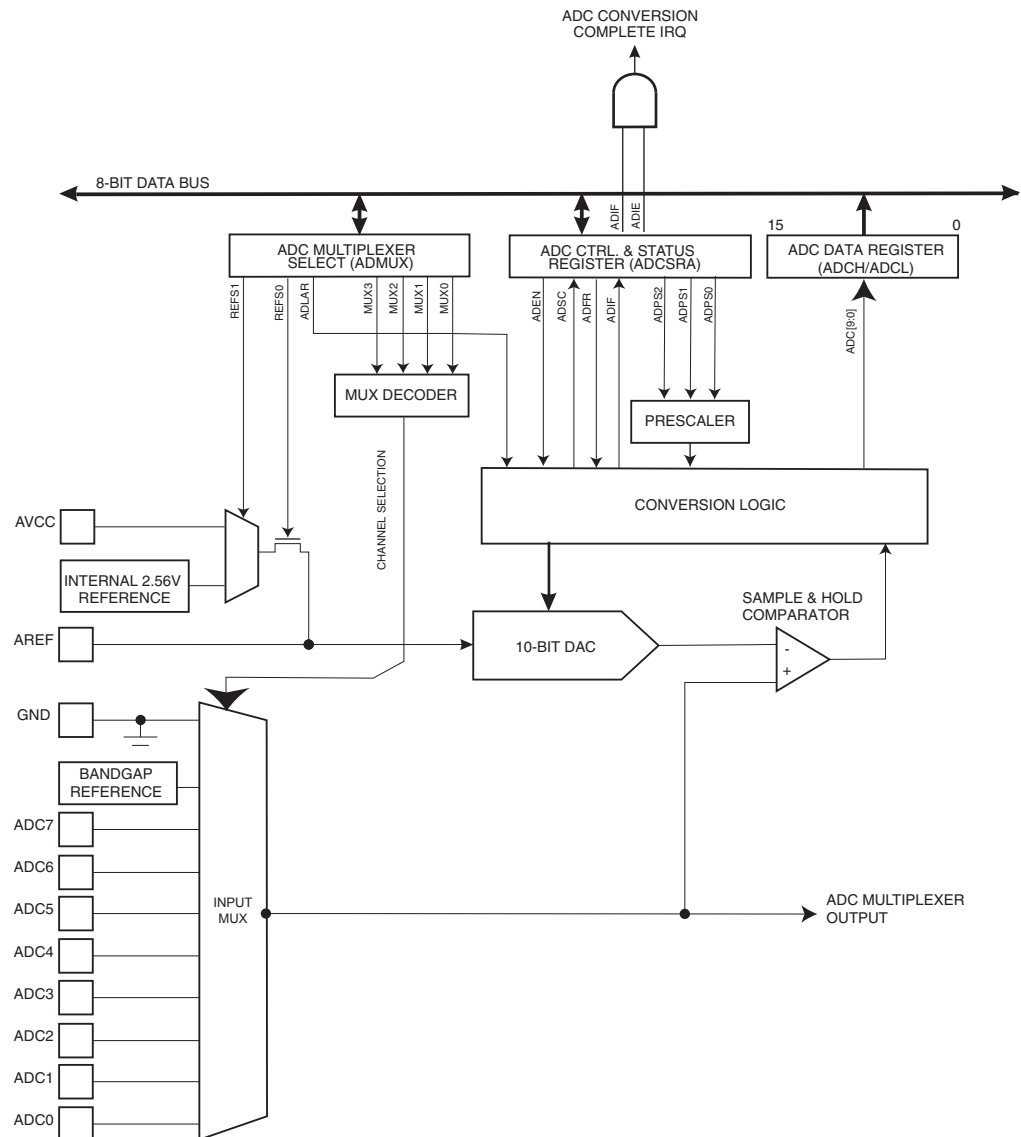 ADC CONVERSION
COMPLETE IRQ
8-BIT DATA BUS
ADIF
ADIE
15
0
ADC MULTIPLEXER
SELECT (ADMUX)
ADC CTRL. & STATUS
REGISTER (ADCSRA)
ADC DATA REGISTER
(ADCH/ADCL)
REFS1
REFS0
ADLAR
MUX3
MUX2
MUX1
MUX0
ADEN
ADSC
ADFR
ADIF
ADPS2
ADPS1
ADPS0
ADC[9:0]
MUX DECODER
PRESCALER
CHANNEL SELECTION
CONVERSION LOGIC
AVCC
INTERNAL 2.56V
REFERENCE
SAMPLE & HOLD
COMPARATOR
AREF
10-BIT DAC
-
+
GND
BANDGAP
REFERENCE
ADC7
ADC6
ADC5
INPUT
MUX
ADC MULTIPLEXER
OUTPUT
ADC4
ADC3
ADC2
ADC1
ADC0